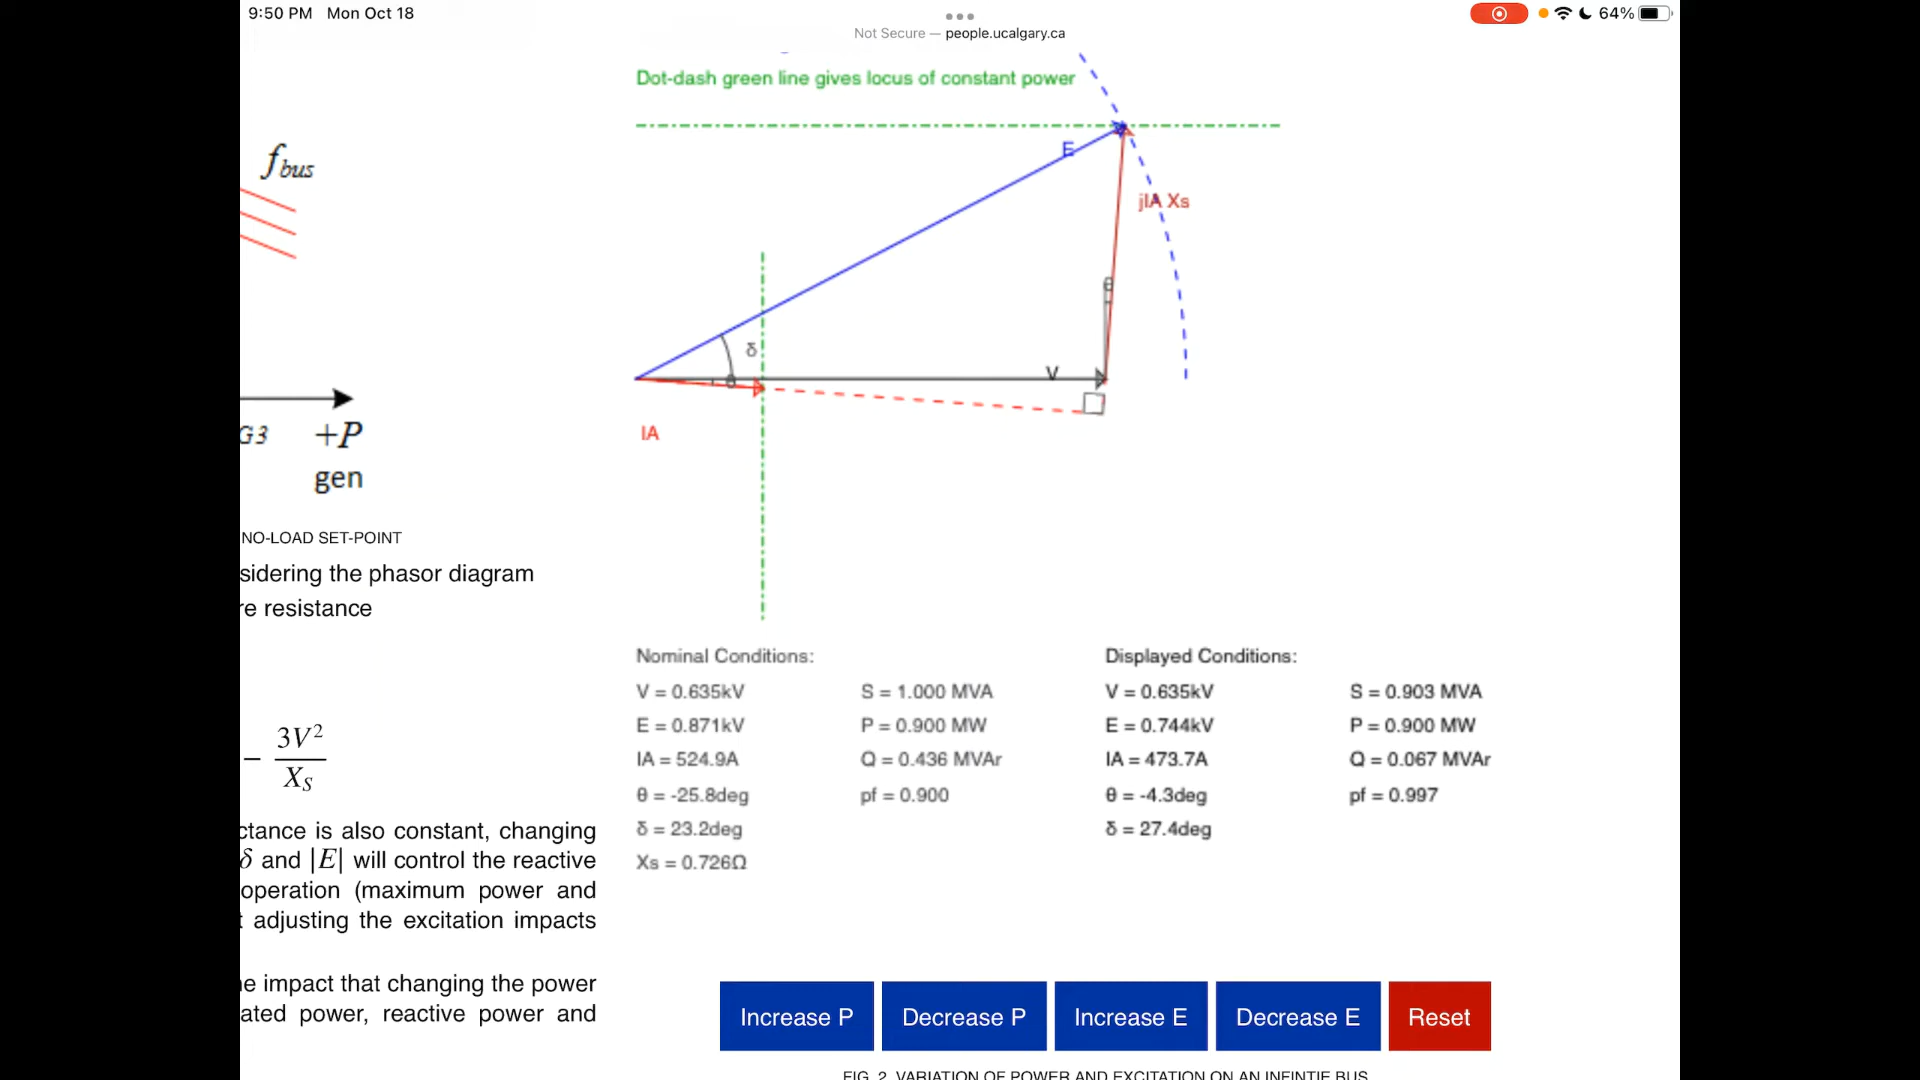 9:50 PM Mon Oct 18
64%
Not Secure — people.ucalgary.ca
Dot-dash green line gives locus of constant power
f bus
E
jIA Xs
θ
δ
V
θ
IA
G3 +P
gen
NO-LOAD SET-POINT
sidering the phasor diagram
re resistance
− 3V²
X_S
ctance is also constant, changing
δ and |E| will control the reactive
operation (maximum power and
t adjusting the excitation impacts
e impact that changing the power
ated power, reactive power and
Nominal Conditions:
V = 0.635kV S = 1.000 MVA
E = 0.871kV P = 0.900 MW
IA = 524.9A Q = 0.436 MVAr
θ = -25.8deg pf = 0.900
δ = 23.2deg
Xs = 0.726Ω
Displayed Conditions:
V = 0.635kV S = 0.903 MVA
E = 0.744kV P = 0.900 MW
IA = 473.7A Q = 0.067 MVAr
θ = -4.3deg pf = 0.997
δ = 27.4deg
Increase P Decrease P Increase E Decrease E Reset
FIG. 2. VARIATION OF POWER AND EXCITATION ON AN INFINTIE BUS